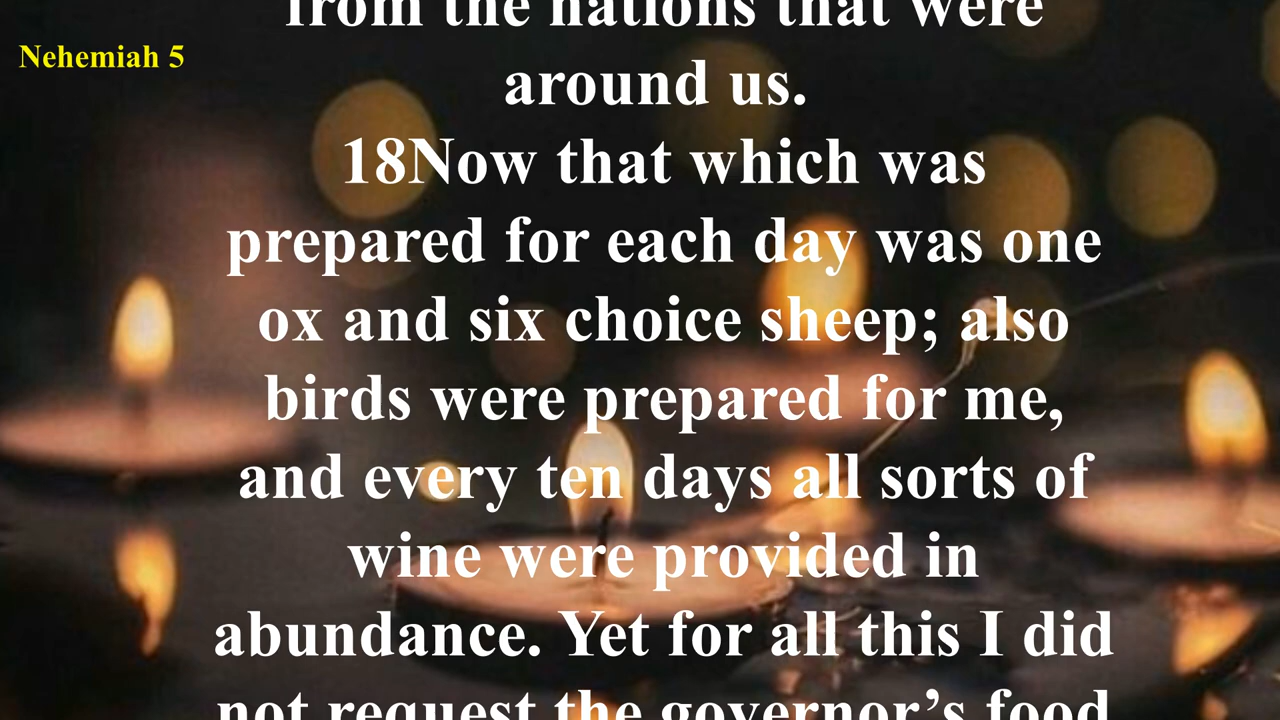 from the nations that were
Nehemiah 5
around us.
18Now that which was
prepared for each day was one
ox and six choice sheep; also
birds were prepared for me,
and every ten days all sorts of
wine were provided in
abundance. Yet for all this I did
not request the governor’s food